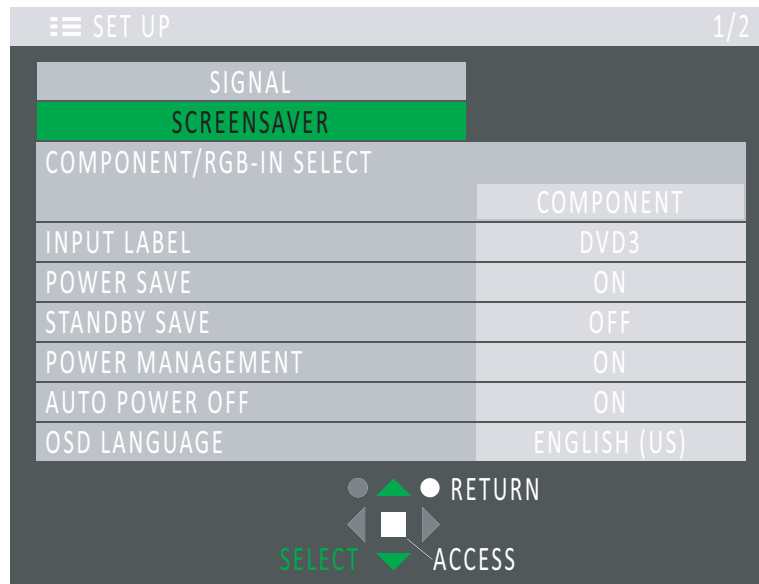 SET UP 1/2
SIGNAL
SCREENSAVER
COMPONENT/RGB-IN SELECT
COMPONENT
INPUT LABEL DVD3
POWER SAVE ON
STANDBY SAVE OFF
POWER MANAGEMENT ON
AUTO POWER OFF ON
OSD LANGUAGE ENGLISH (US)
RETURN
SELECT ACCESS